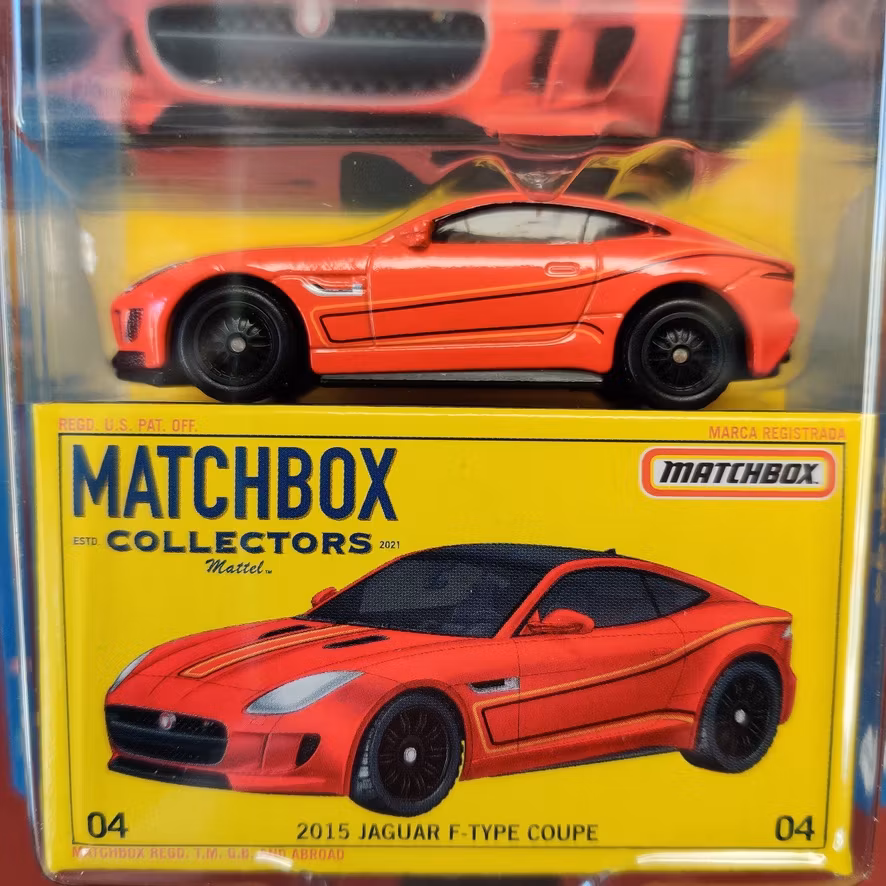 REGD. U.S. PAT. OFF.
MARCA REGISTRADA
MATCHBOX
MATCHBOX
ESTD. COLLECTORS 2021
Mattel™
04
2015 JAGUAR F-TYPE COUPE
04
MATCHBOX REGD. T.M. G.B. AND ABROAD